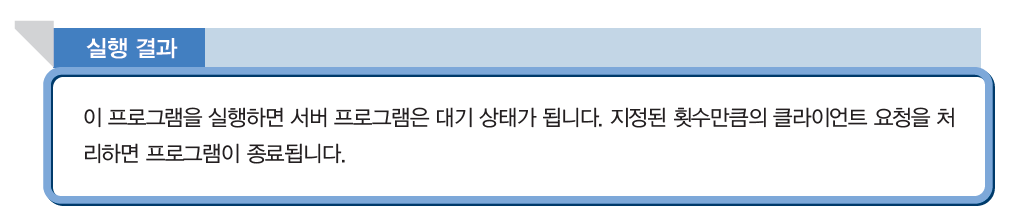 실행 결과
이 프로그램을 실행하면 서버 프로그램은 대기 상태가 됩니다. 지정된 횟수만큼의 클라이언트 요청을 처
리하면 프로그램이 종료됩니다.